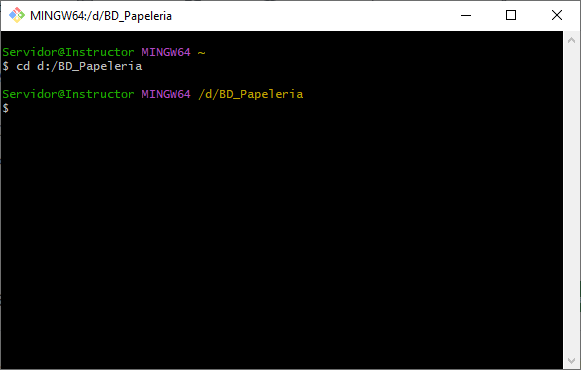 MINGW64:/d/BD_Papeleria
Servidor@Instructor MINGW64 ~
$ cd d:/BD_Papeleria
Servidor@Instructor MINGW64 /d/BD_Papeleria
$